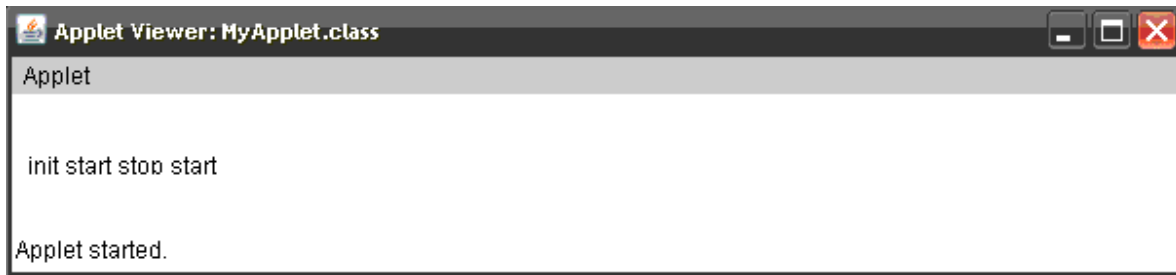 Applet Viewer: MyApplet.class
Applet
init start stop start
Applet started.